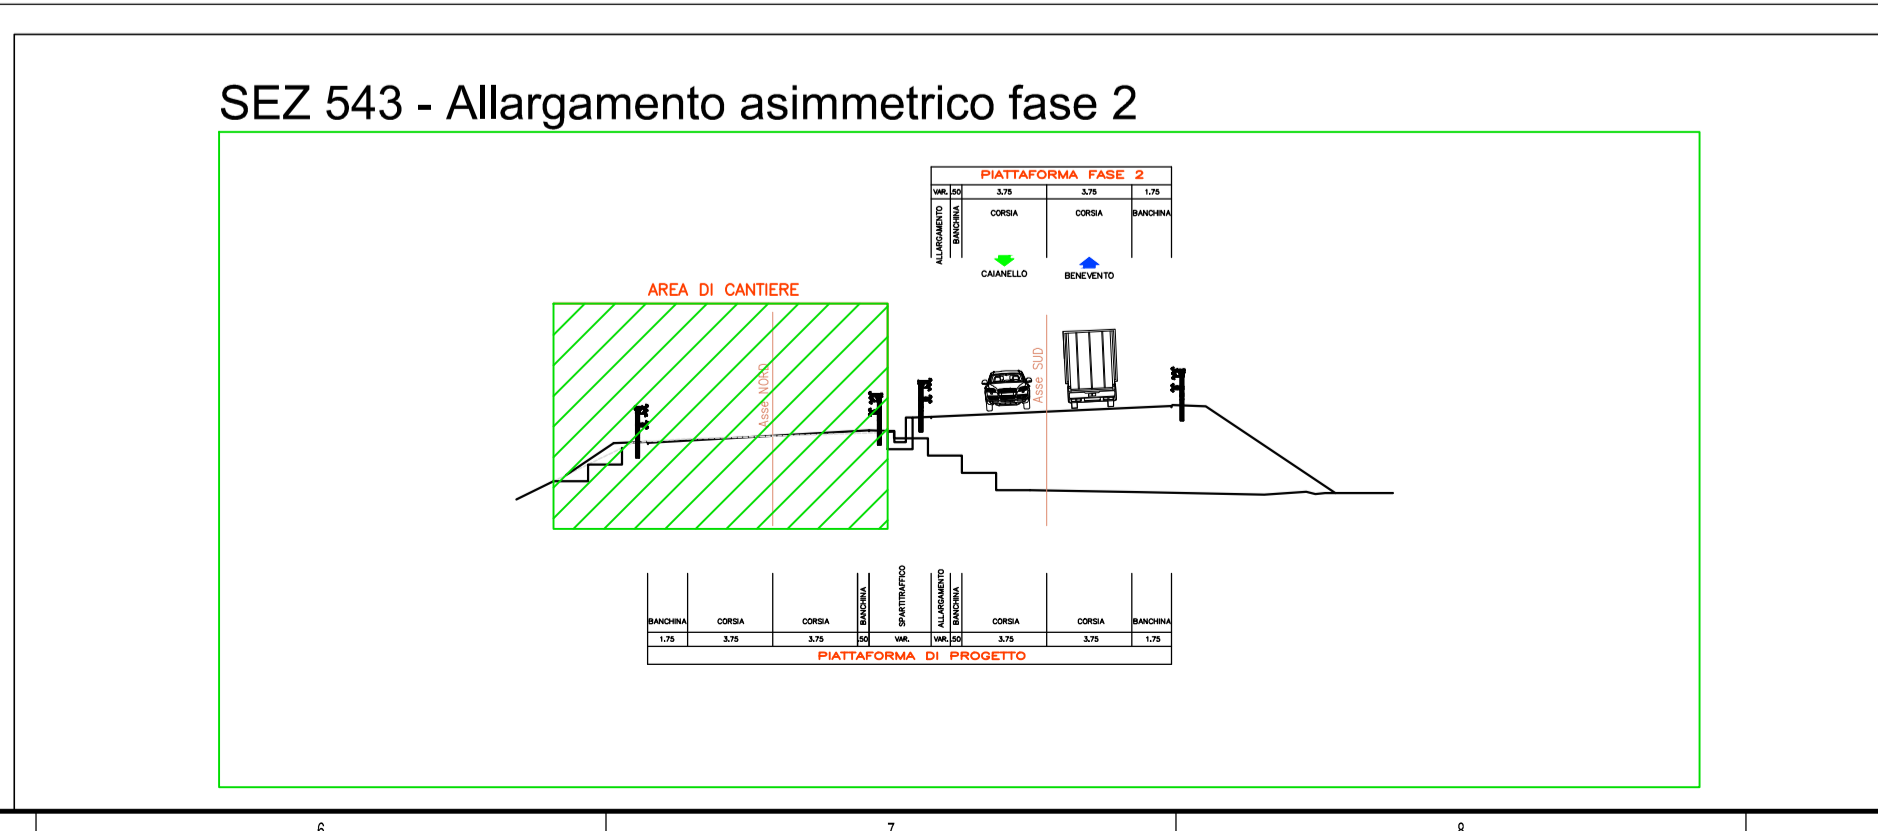 SEZ 543 - Allargamento asimmetrico fase 2
PIATTAFORMA FASE 2
VAR. .50 3.75 3.75 1.75
ALLARGAMENTO BANCHINA CORSIA CORSIA BANCHINA
CAIANELLO BENEVENTO
AREA DI CANTIERE
Asse NORD
Asse SUD
BANCHINA CORSIA CORSIA BANCHINA SPARTITRAFFICO ALLARGAMENTO BANCHINA CORSIA CORSIA BANCHINA
1.75 3.75 3.75 .50 VAR. VAR. .50 3.75 3.75 1.75
PIATTAFORMA DI PROGETTO
6 7 8